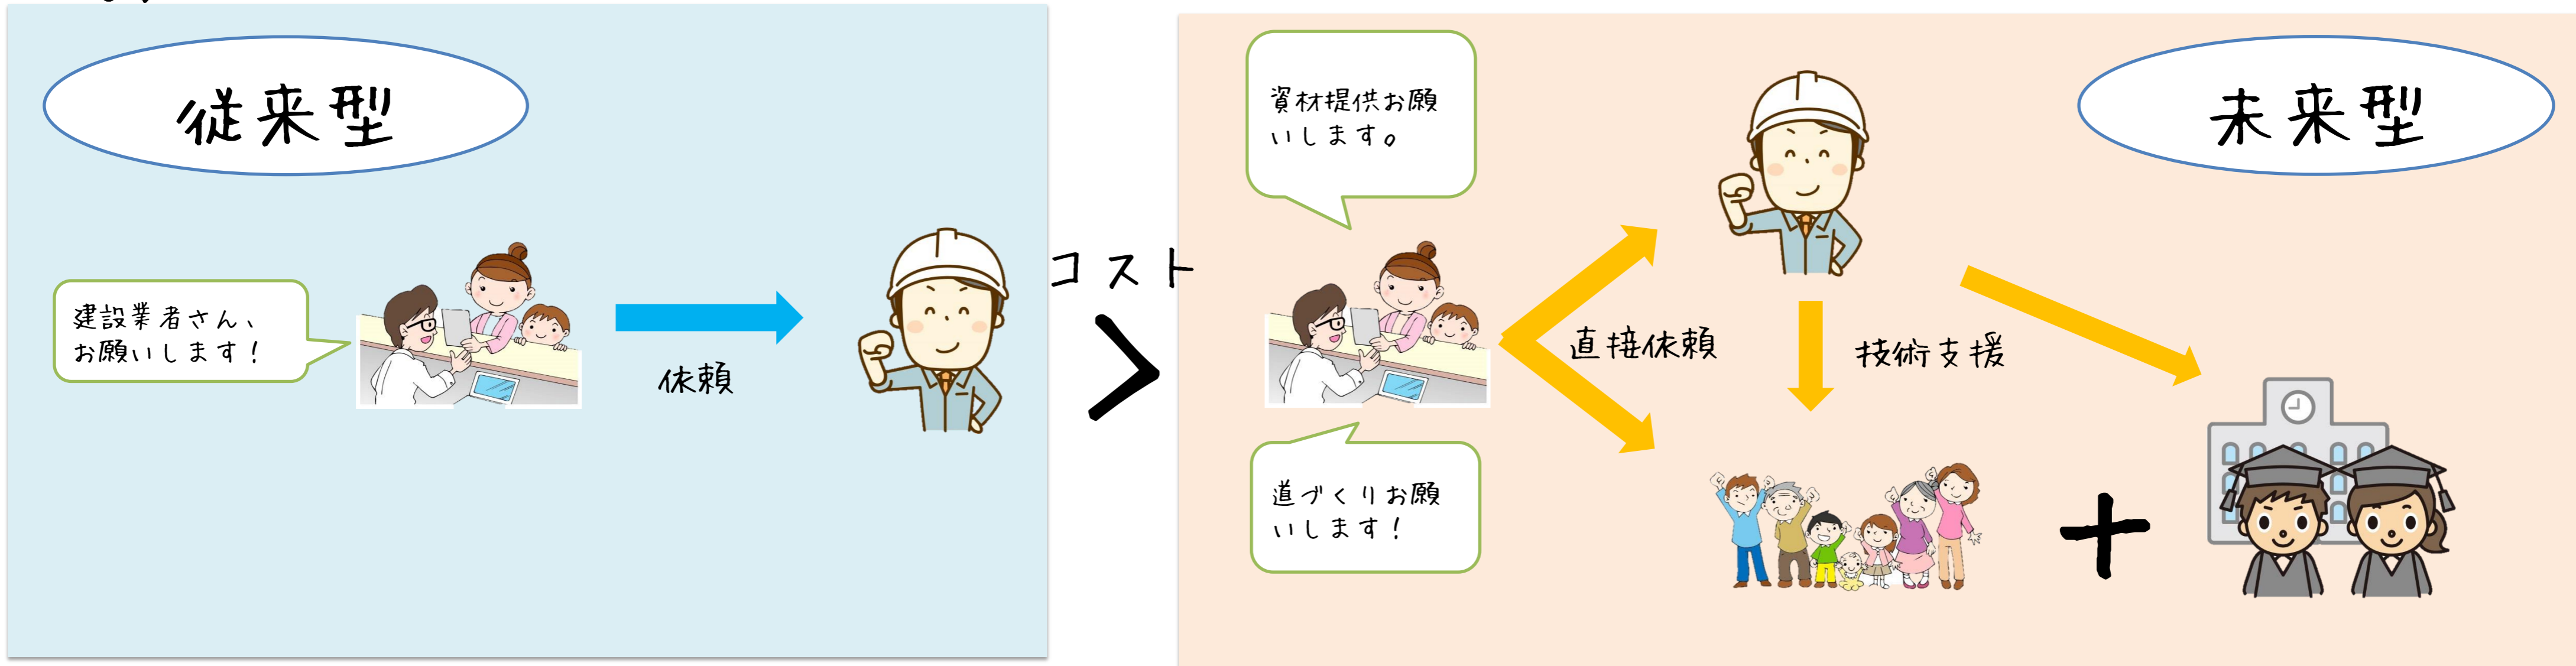 従来型
建設業者さん、
お願いします！
依頼
コスト
＞
資材提供お願
いします。
未来型
直接依頼
技術支援
道づくりお願
いします！
＋